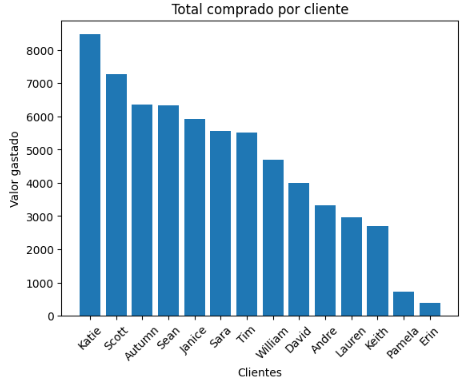 Total comprado por cliente
Valor gastado
8000
7000
6000
5000
4000
3000
2000
1000
0
Katie
Scott
Autumn
Sean
Janice
Sara
Tim
William
David
Andre
Lauren
Keith
Pamela
Erin
Clientes